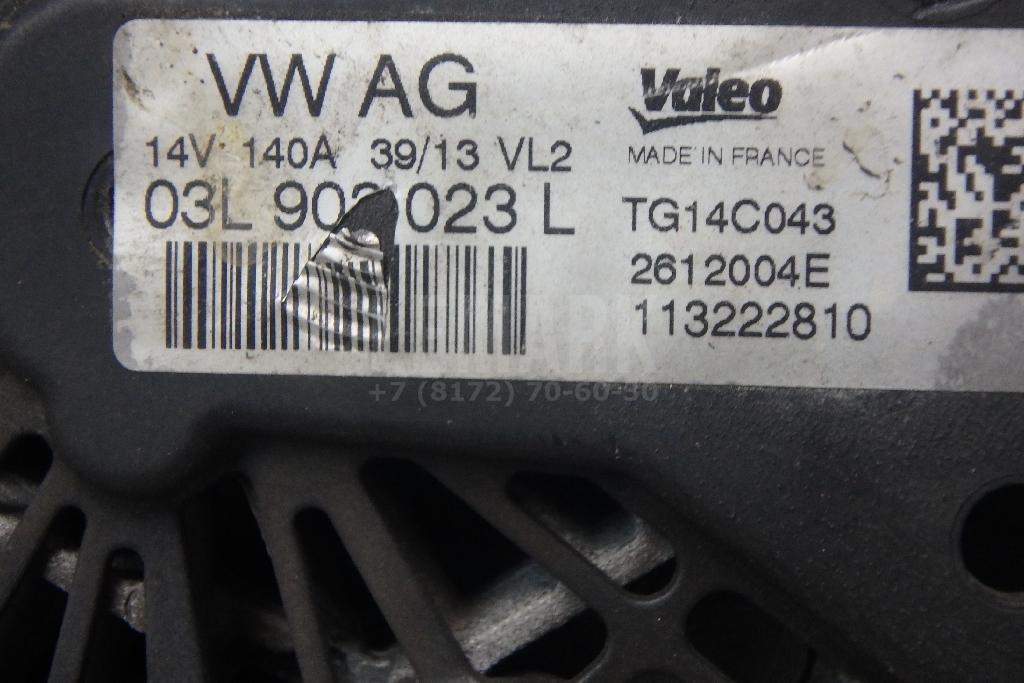 VW AG
14V 140A 39/13 VL2
03L 023 L
Valeo
MADE IN FRANCE
TG14C043
2612004E
113222810
+7 (8172) 70-60-30